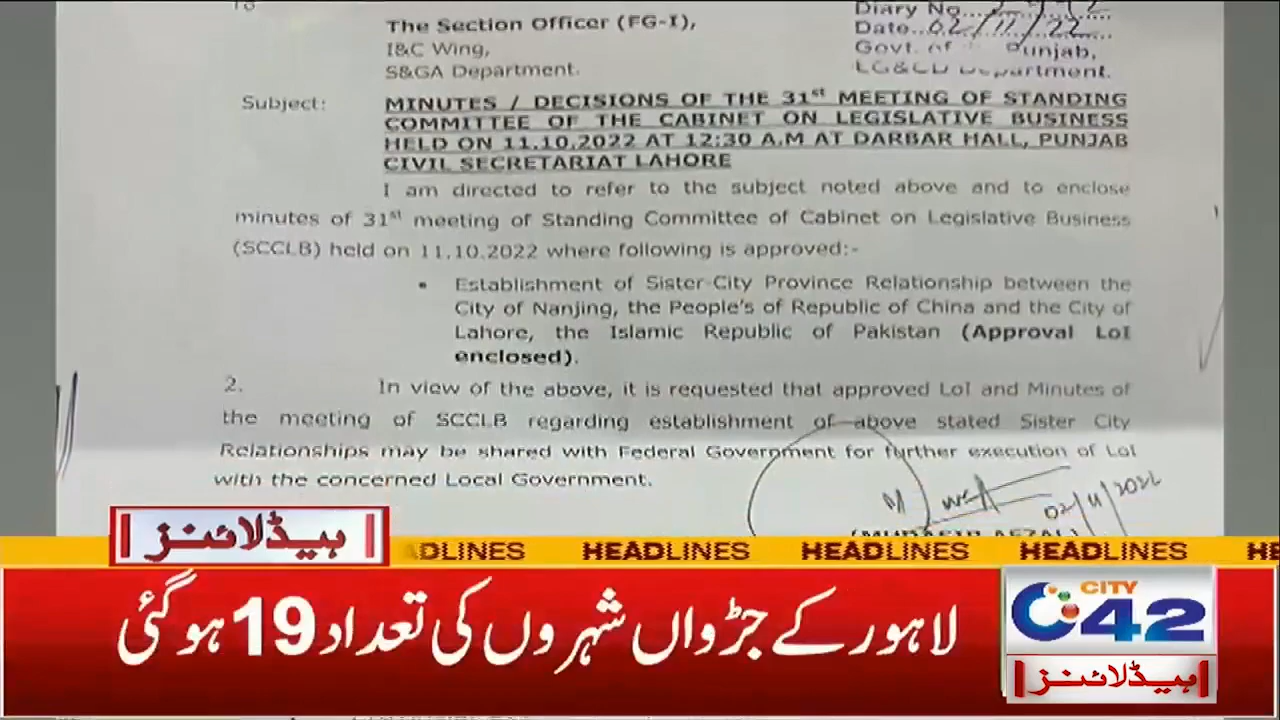 To
The Section Officer (FG-I),
I&C Wing,
S&GA Department.
Diary No.
Date 02/11/22
Govt. of Punjab,
LG&CD Department.
Subject: MINUTES / DECISIONS OF THE 31st MEETING OF STANDING
COMMITTEE OF THE CABINET ON LEGISLATIVE BUSINESS
HELD ON 11.10.2022 AT 12:30 A.M AT DARBAR HALL, PUNJAB
CIVIL SECRETARIAT LAHORE
I am directed to refer to the subject noted above and to enclose
minutes of 31st meeting of Standing Committee of Cabinet on Legislative Business
(SCCLB) held on 11.10.2022 where following is approved:-
• Establishment of Sister-City Province Relationship between the
City of Nanjing, the People's of Republic of China and the City of
Lahore, the Islamic Republic of Pakistan (Approval LoI
enclosed).
2. In view of the above, it is requested that approved LoI and Minutes of
the meeting of SCCLB regarding establishment of above stated Sister City
Relationships may be shared with Federal Government for further execution of LoI
with the concerned Local Government.
02/11/2022
ہیڈلائنز
DLINES HEADLINES HEADLINES HEADLINES HE
لاہور کے جڑواں شہروں کی تعداد 19 ہوگئی
CITY
42
ہیڈلائنز